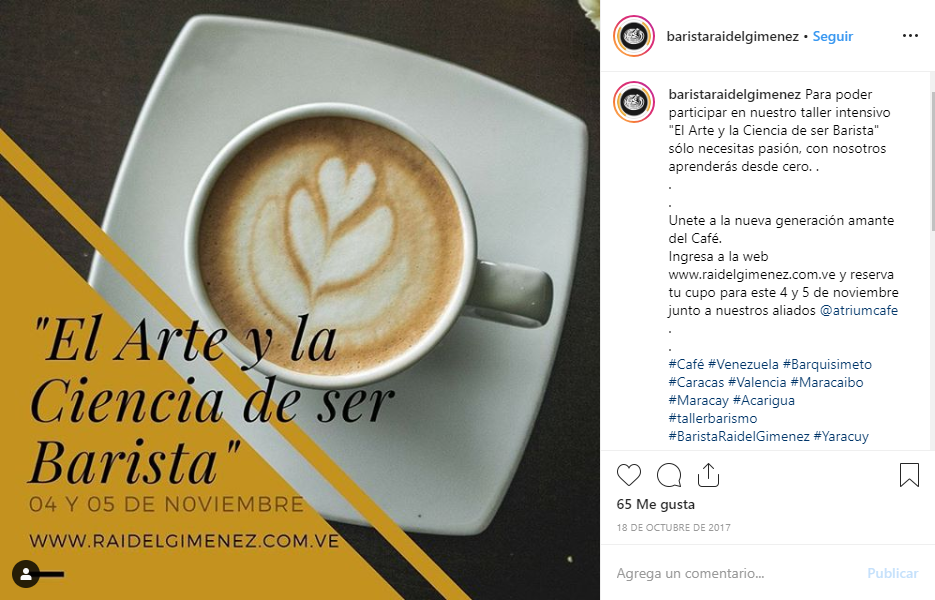 "El Arte y la
Ciencia de ser
Barista"
04 Y 05 DE NOVIEMBRE
WWW.RAIDELGIMENEZ.COM.VE
baristaraidelgimenez • Seguir
baristaraidelgimenez Para poder
participar en nuestro taller intensivo
"El Arte y la Ciencia de ser Barista"
sólo necesitas pasión, con nosotros
aprenderás desde cero. .
.
.
Unete a la nueva generación amante
del Café.
Ingresa a la web
www.raidelgimenez.com.ve y reserva
tu cupo para este 4 y 5 de noviembre
junto a nuestros aliados @atriumcafe
.
.
#Café #Venezuela #Barquisimeto
#Caracas #Valencia #Maracaibo
#Maracay #Acarigua
#tallerbarismo
#BaristaRaidelGimenez #Yaracuy
65 Me gusta
18 DE OCTUBRE DE 2017
Agrega un comentario... Publicar